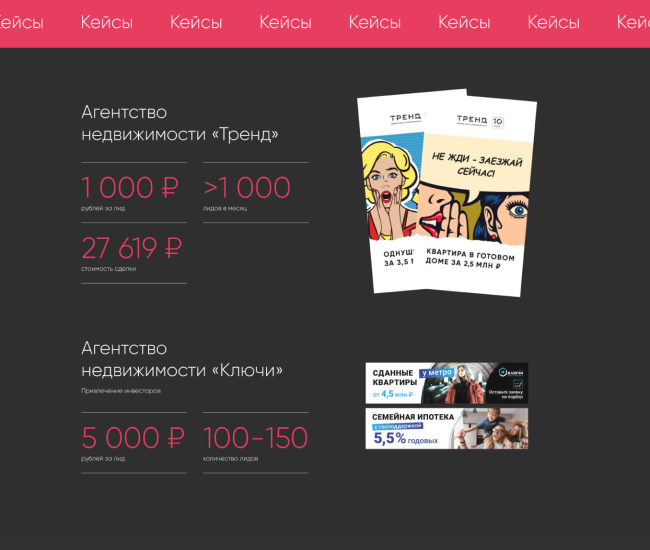 Кейсы Кейсы Кейсы Кейсы Кейсы Кейсы Кейсы Кейс
Агентство
недвижимости «Тренд»
1 000 ₽ >1 000
рублей за лид лидов в месяц
27 619 ₽
стоимость сделки
ТРЕНД
ТРЕНД 10
НЕ ЖДИ - ЗАЕЗЖАЙ
СЕЙЧАС!
ОДНУШ
ЗА 3,5
КВАРТИРА В ГОТОВОМ
ДОМЕ ЗА 2,5 МЛН ₽
Агентство
недвижимости «Ключи»
Привлечение инвесторов
5 000 ₽ 100-150
рублей за лид количество лидов
СДАННЫЕ у метро
КВАРТИРЫ
от 4,5 млн ₽
КЛЮЧИ
Оставьте заявку
на подбор
СЕМЕЙНАЯ ИПОТЕКА
с господдержкой
5,5% годовых